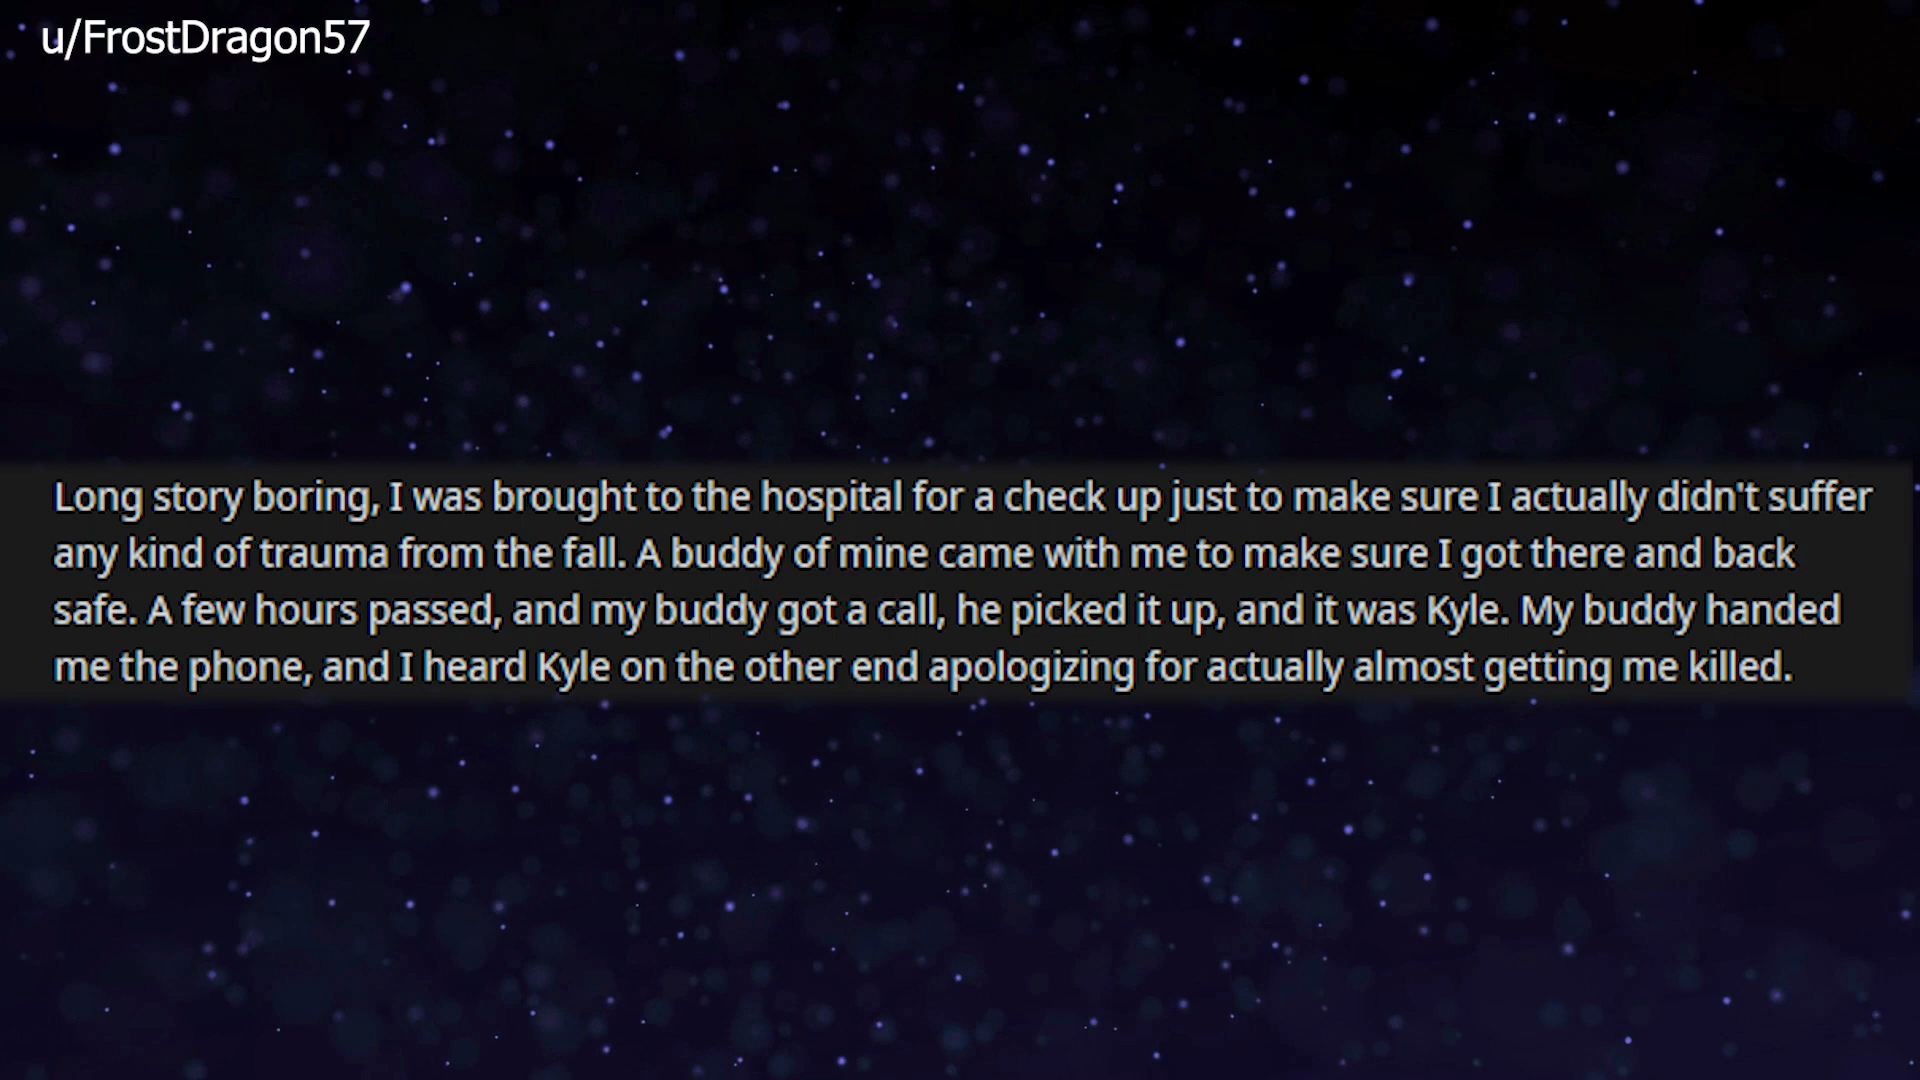 u/FrostDragon57
Long story boring, I was brought to the hospital for a check up just to make sure I actually didn't suffer
any kind of trauma from the fall. A buddy of mine came with me to make sure I got there and back
safe. A few hours passed, and my buddy got a call, he picked it up, and it was Kyle. My buddy handed
me the phone, and I heard Kyle on the other end apologizing for actually almost getting me killed.